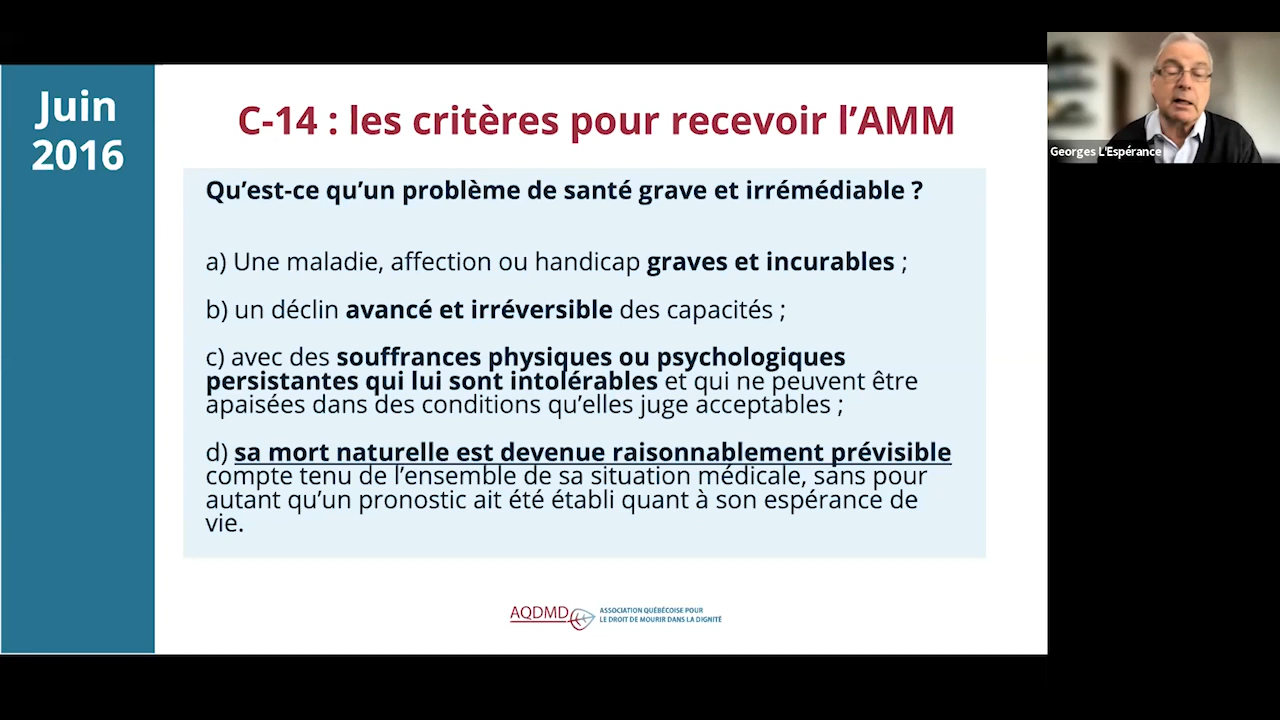 Juin
2016
C-14 : les critères pour recevoir l’AMM
Qu’est-ce qu’un problème de santé grave et irrémédiable ?
a) Une maladie, affection ou handicap graves et incurables ;
b) un déclin avancé et irréversible des capacités ;
c) avec des souffrances physiques ou psychologiques
persistantes qui lui sont intolérables et qui ne peuvent être
apaisées dans des conditions qu’elles juge acceptables ;
d) sa mort naturelle est devenue raisonnablement prévisible
compte tenu de l’ensemble de sa situation médicale, sans pour
autant qu’un pronostic ait été établi quant à son espérance de
vie.
AQDMD
ASSOCIATION QUÉBÉCOISE POUR
LE DROIT DE MOURIR DANS LA DIGNITÉ
Georges L'Espérance